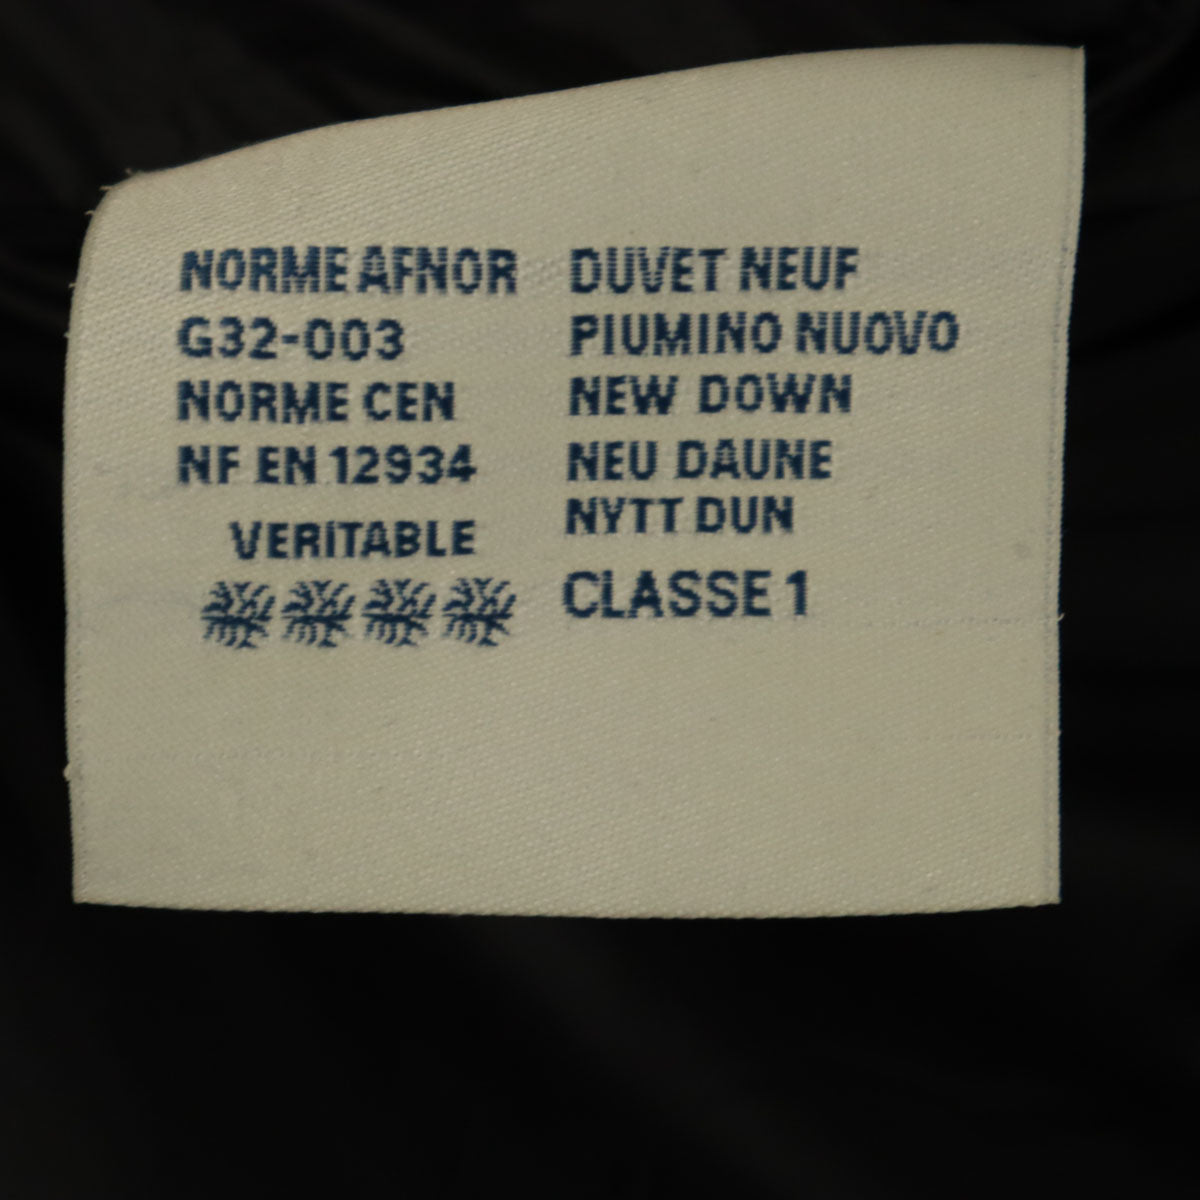 NORME AFNOR
G32-003
NORME CEN
NF EN 12934
VERITABLE
DUVET NEUF
PIUMINO NUOVO
NEW DOWN
NEU DAUNE
NYTT DUN
CLASSE 1